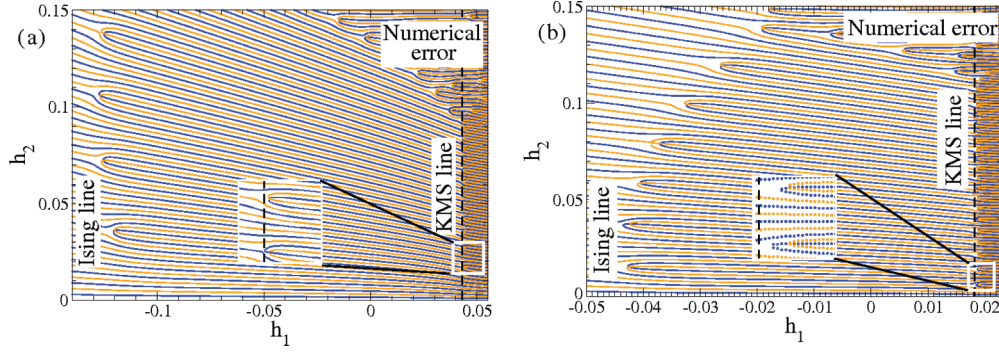 (a)
0.15
0.1
0.05
0
h2
Ising line
KMS line
Numerical
error
-0.1
-0.05
0
0.05
h1
(b)
0.15
0.1
0.05
0
h2
Ising line
KMS line
Numerical error
-0.05
-0.04
-0.03
-0.02
-0.01
0
0.01
0.02
h1